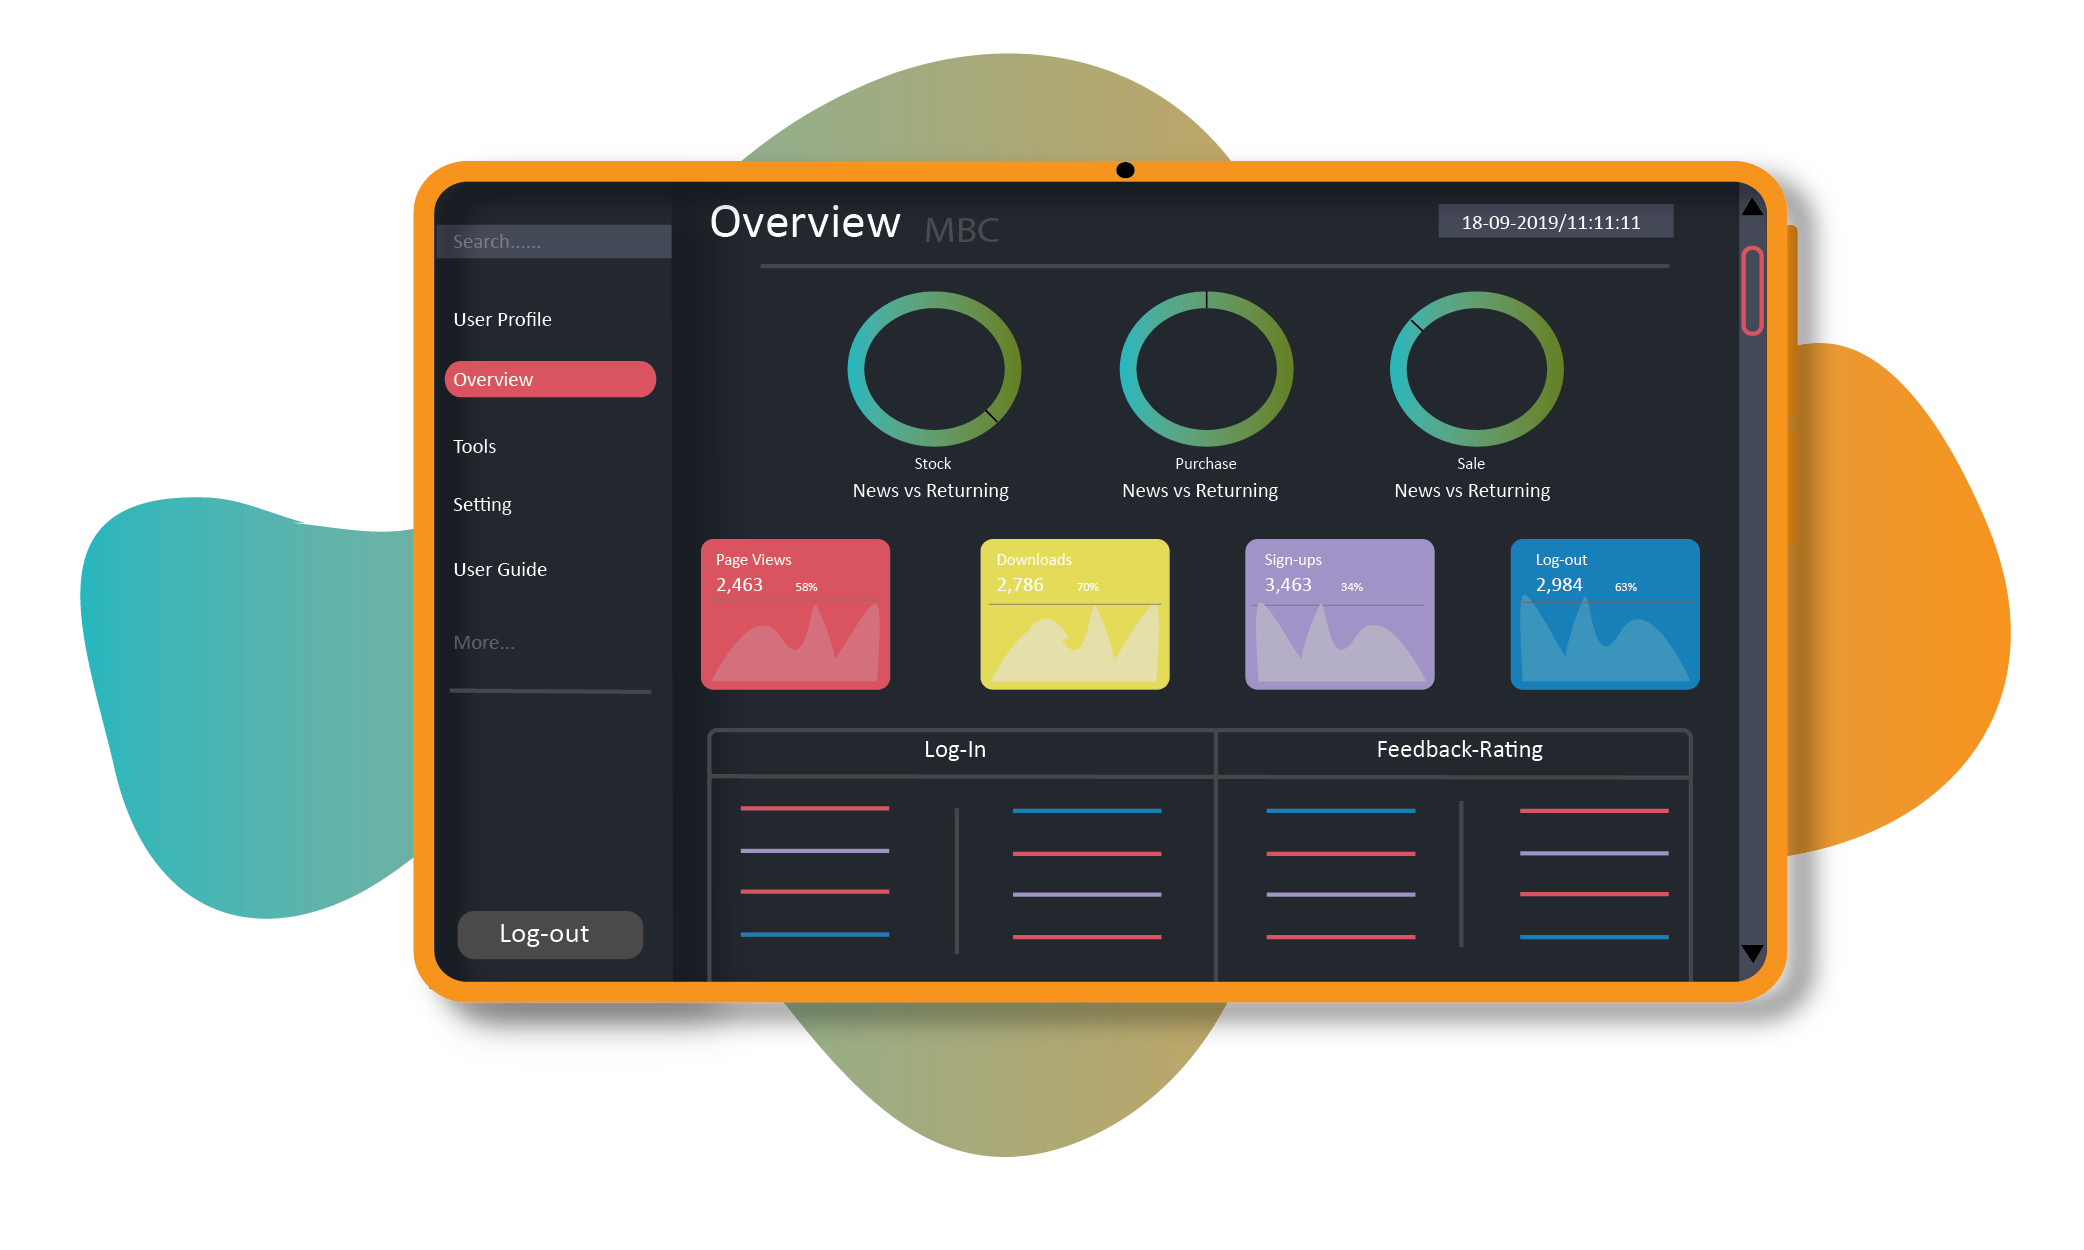 Overview MBC
18-09-2019/11:11:11
Search......
User Profile
Overview
Tools
Setting
User Guide
More...
Log-out
Stock
News vs Returning
Purchase
News vs Returning
Sale
News vs Returning
Page Views
2,463 58%
Downloads
2,786 70%
Sign-ups
3,463 34%
Log-out
2,984 63%
Log-In
Feedback-Rating